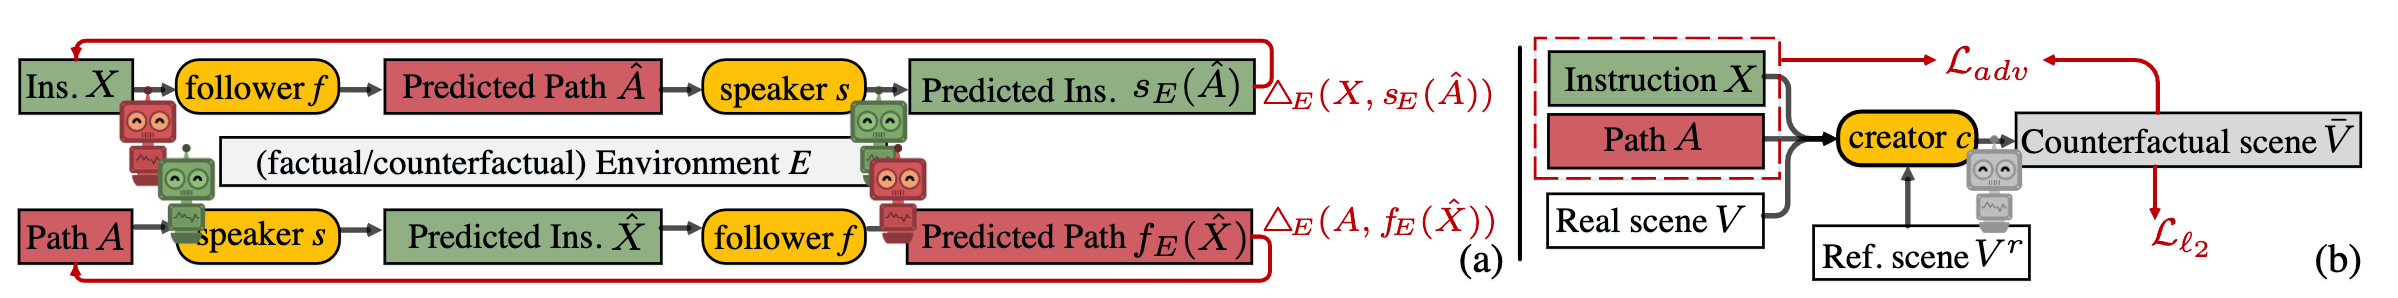 Ins. X follower f Predicted Path Â speaker s Predicted Ins. s_E(Â) △_E(X, s_E(Â))
(factual/counterfactual) Environment E
Path A speaker s Predicted Ins. X̂ follower f Predicted Path f_E(X̂) △_E(A, f_E(X̂))
(a)
Instruction X ℒ_adv
Path A creator c Counterfactual scene V̄
Real scene V
Ref. scene V^r ℒ_ℓ₂
(b)